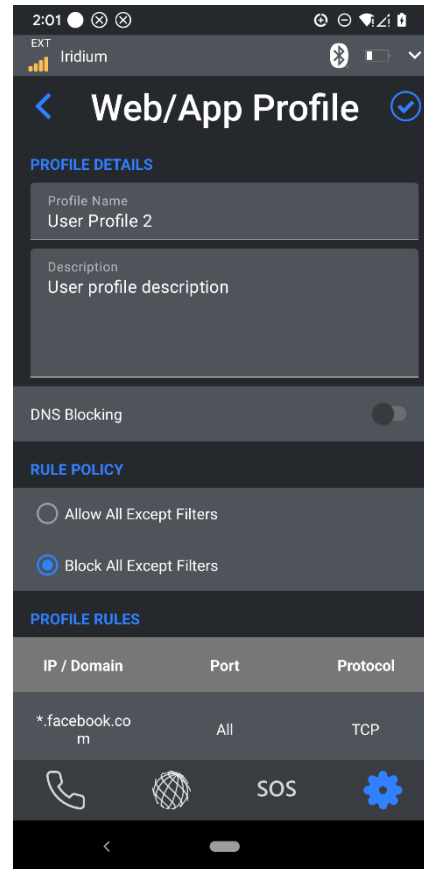 2:01
EXT
Iridium
Web/App Profile
PROFILE DETAILS
Profile Name
User Profile 2
Description
User profile description
DNS Blocking
RULE POLICY
Allow All Except Filters
Block All Except Filters
PROFILE RULES
IP / Domain Port Protocol
*.facebook.co
m
All TCP
SOS